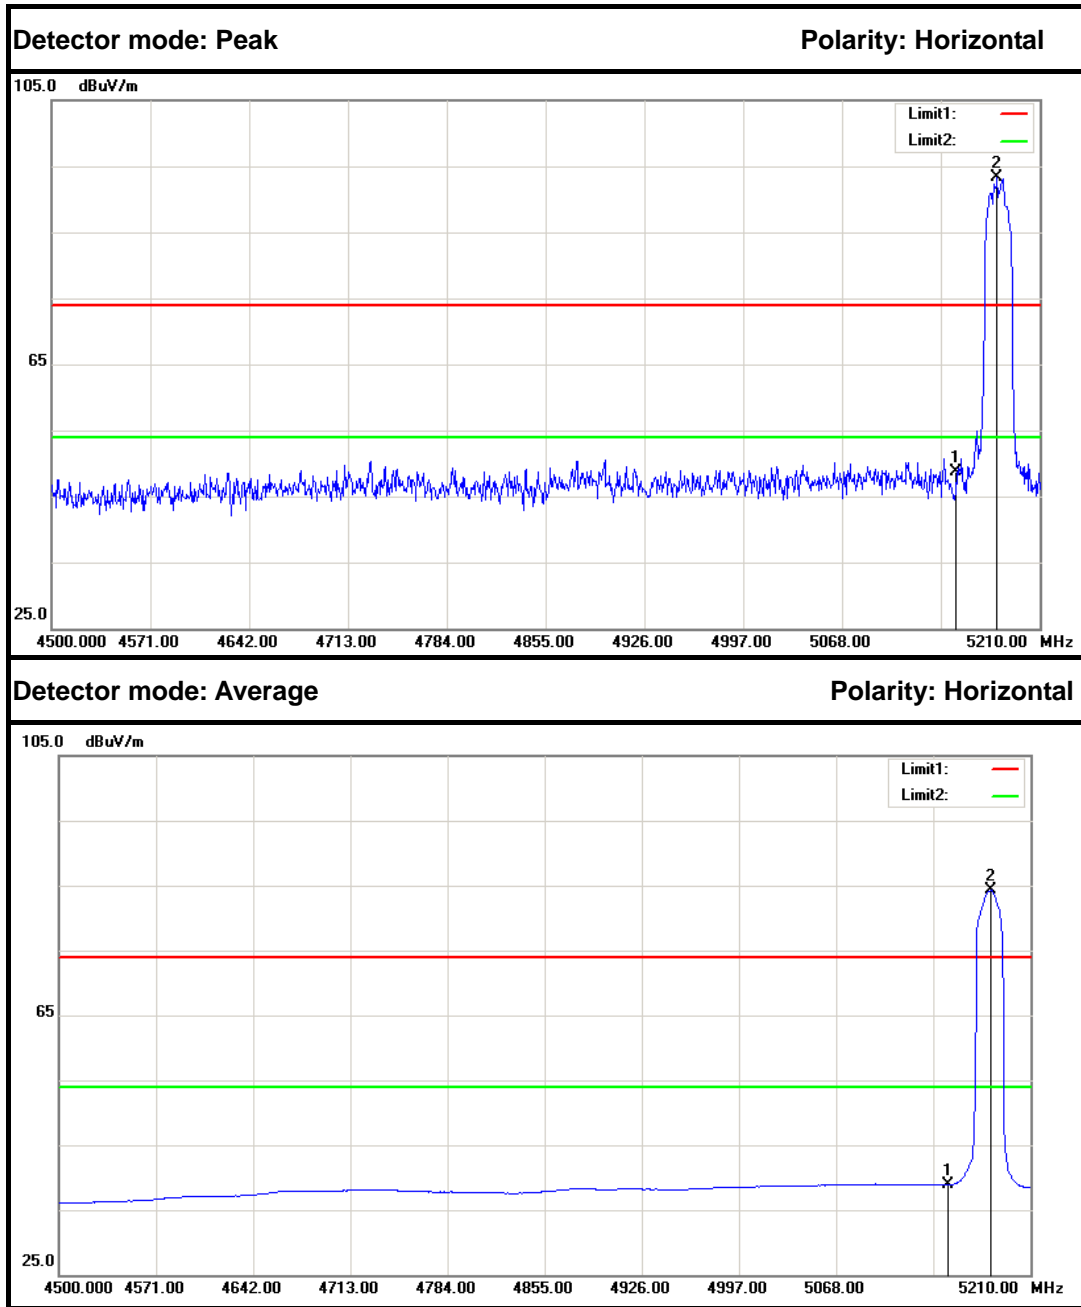 Detector mode: Peak Polarity: Horizontal
105.0 dBuV/m
Limit1:
Limit2:
2
65
1
25.0
4500.000 4571.00 4642.00 4713.00 4784.00 4855.00 4926.00 4997.00 5068.00 5210.00 MHz
Detector mode: Average Polarity: Horizontal
105.0 dBuV/m
Limit1:
Limit2:
2
65
1
25.0
4500.000 4571.00 4642.00 4713.00 4784.00 4855.00 4926.00 4997.00 5068.00 5210.00 MHz